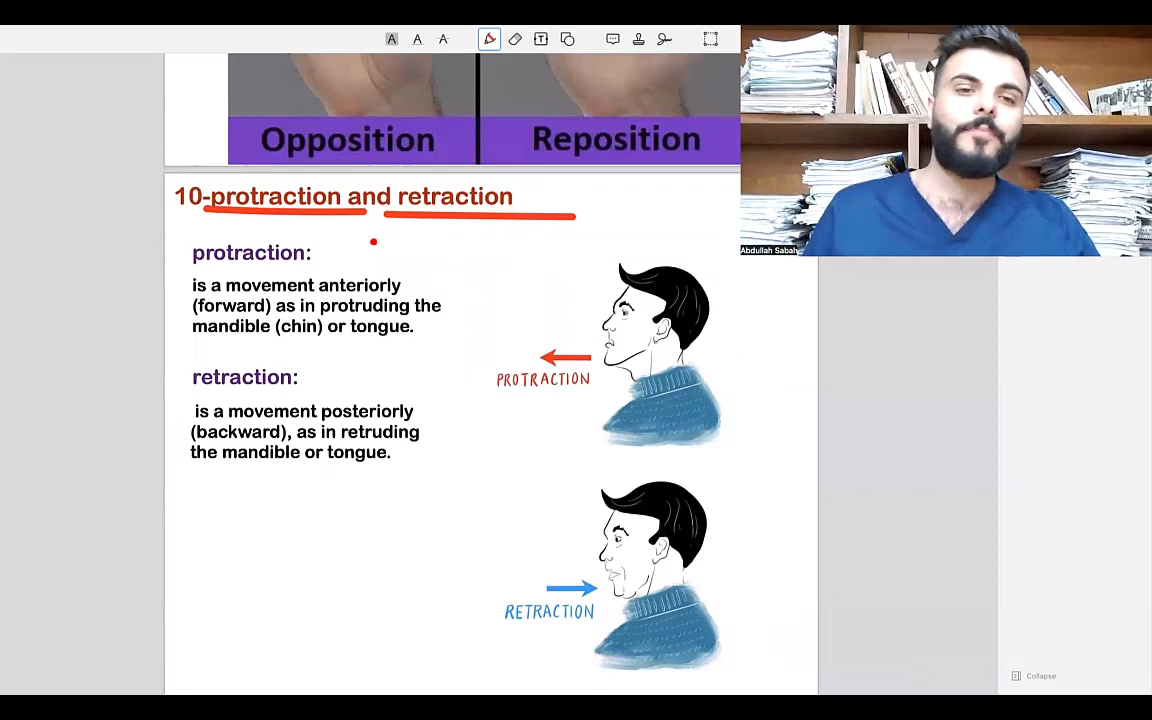 A A A T
Opposition
Reposition
Abdullah Sabah
10-protraction and retraction
protraction:
is a movement anteriorly
(forward) as in protruding the
mandible (chin) or tongue.
PROTRACTION
retraction:
is a movement posteriorly
(backward), as in retruding
the mandible or tongue.
RETRACTION
Collapse